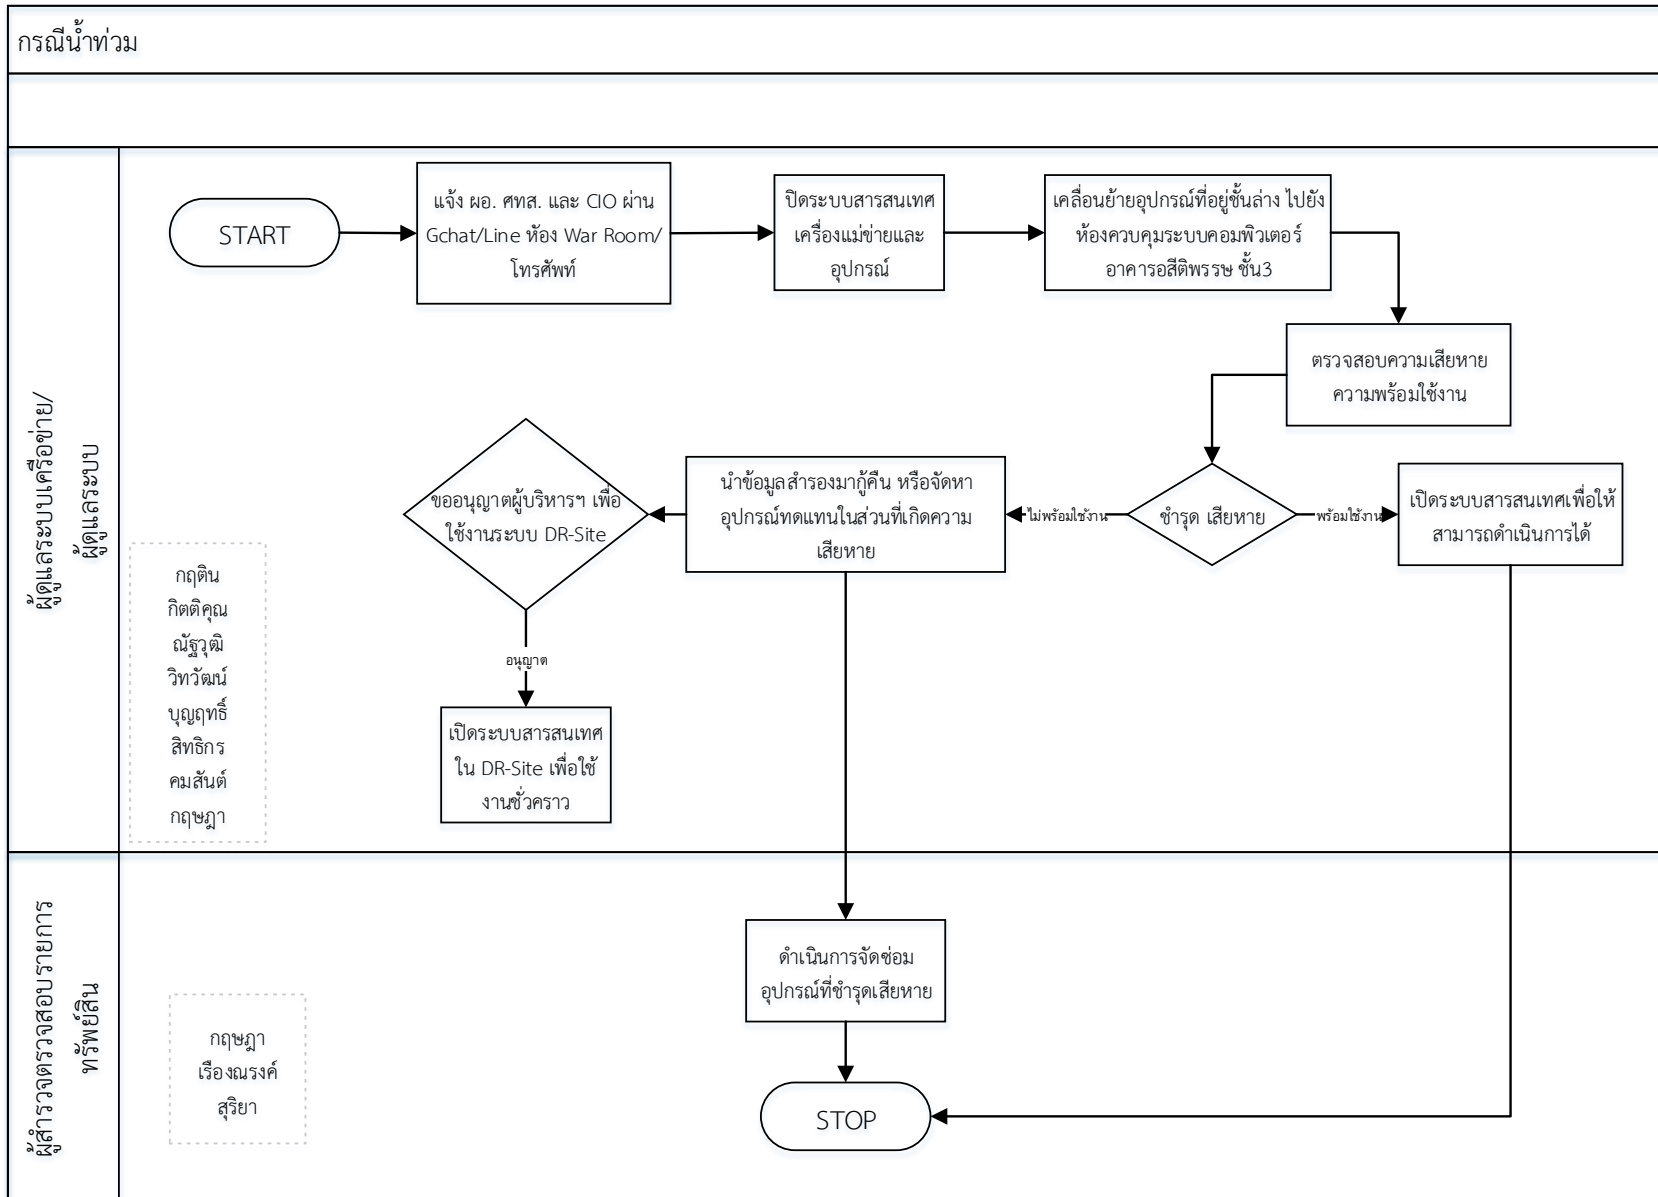 กรณีน้ำท่วม
ผู้ดูแลระบบเครือข่าย/
ผู้ดูแลระบบ
START
แจ้ง ผอ. ศทส. และ CIO ผ่าน
Gchat/Line ห้อง War Room/
โทรศัพท์
ปิดระบบสารสนเทศ
เครื่องแม่ข่ายและ
อุปกรณ์
เคลื่อนย้ายอุปกรณ์ที่อยู่ชั้นล่าง ไปยัง
ห้องควบคุมระบบคอมพิวเตอร์
อาคารอสีติพรรษ ชั้น3
ตรวจสอบความเสียหาย
ความพร้อมใช้งาน
ชำรุด เสียหาย
พร้อมใช้งาน
เปิดระบบสารสนเทศเพื่อให้
สามารถดำเนินการได้
ไม่พร้อมใช้งาน
นำข้อมูลสำรองมากู้คืน หรือจัดหา
อุปกรณ์ทดแทนในส่วนที่เกิดความ
เสียหาย
ขออนุญาตผู้บริหารฯ เพื่อ
ใช้งานระบบ DR-Site
อนุญาต
เปิดระบบสารสนเทศ
ใน DR-Site เพื่อใช้
งานชั่วคราว
กฤติน
กิตติคุณ
ณัฐวุฒิ
วิทวัฒน์
บุญฤทธิ์
สิทธิกร
คมสันต์
กฤษฎา
ผู้สำรวจตรวจสอบรายการ
ทรัพย์สิน
ดำเนินการจัดซ่อม
อุปกรณ์ที่ชำรุดเสียหาย
กฤษฎา
เรืองณรงค์
สุริยา
STOP